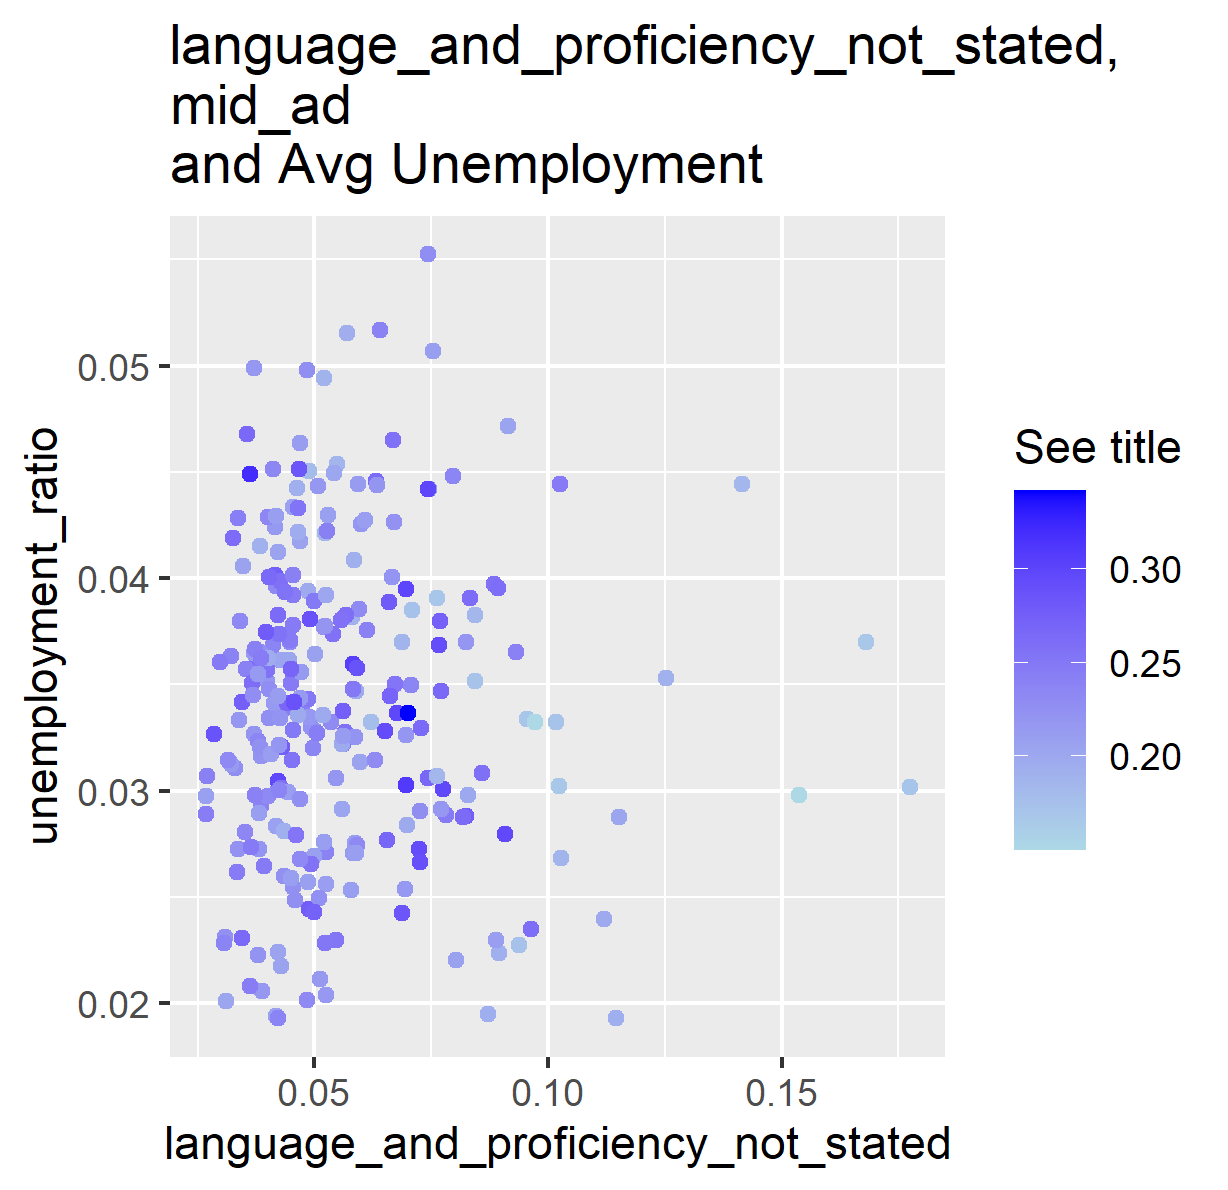 language_and_proficiency_not_stated,
mid_ad
and Avg Unemployment
0.05
0.04
0.03
0.02
unemployment_ratio
0.05 0.10 0.15
language_and_proficiency_not_stated
See title
0.30
0.25
0.20